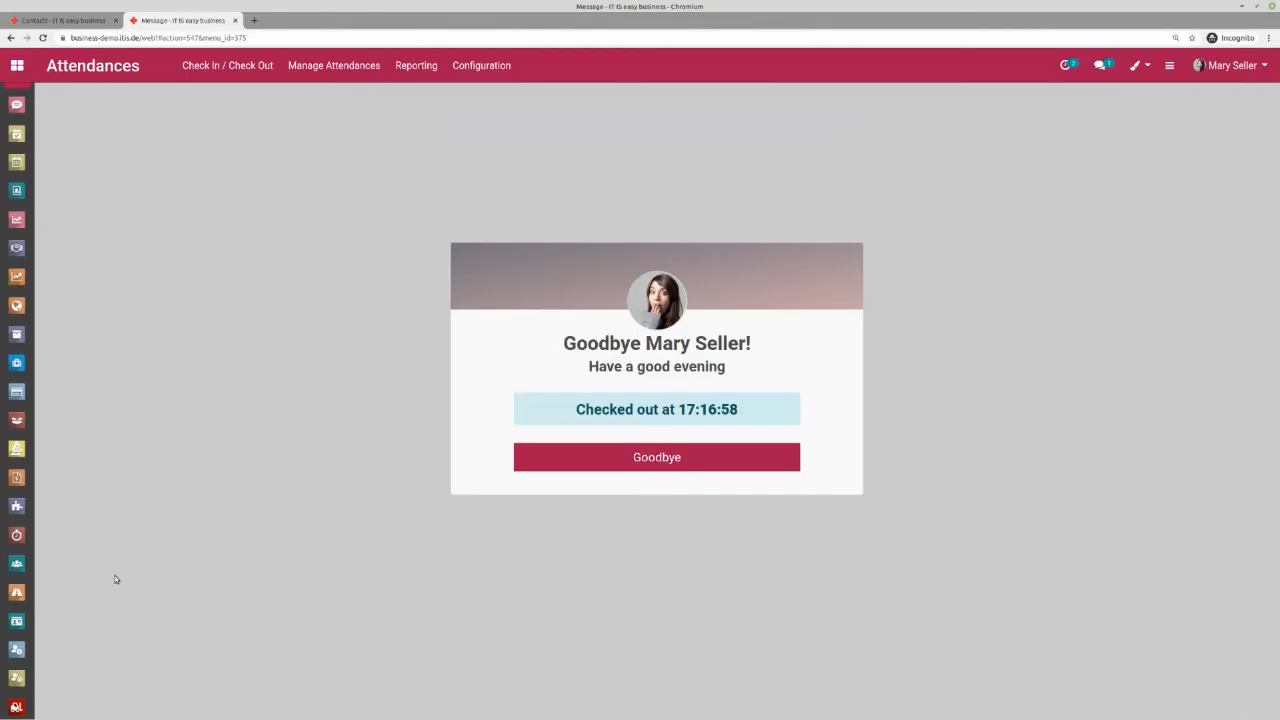 Message - IT IS easy business - Chromium
Contacts - IT IS easy business
Message - IT IS easy business
business-demo.itis.de/web?#action=547&menu_id=375
Incognito
Attendances
Check In / Check Out
Manage Attendances
Reporting
Configuration
2
1
Mary Seller
Goodbye Mary Seller!
Have a good evening
Checked out at 17:16:58
Goodbye